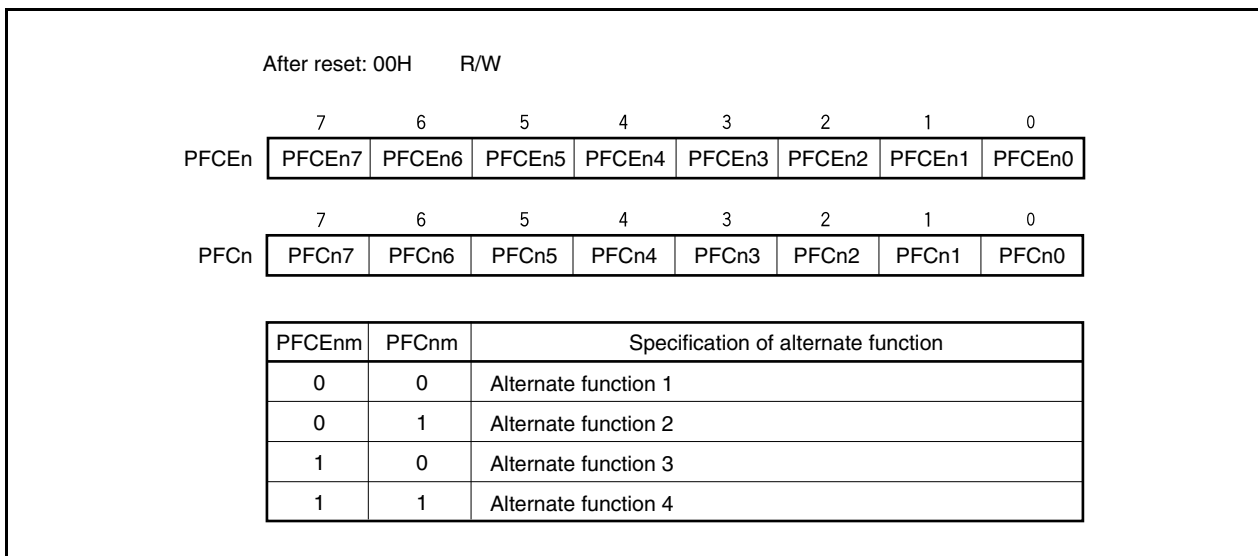 After reset: 00H R/W
7 6 5 4 3 2 1 0
PFCEn PFCEn7 PFCEn6 PFCEn5 PFCEn4 PFCEn3 PFCEn2 PFCEn1 PFCEn0
7 6 5 4 3 2 1 0
PFCn PFCn7 PFCn6 PFCn5 PFCn4 PFCn3 PFCn2 PFCn1 PFCn0
PFCEnm PFCnm Specification of alternate function
0 0 Alternate function 1
0 1 Alternate function 2
1 0 Alternate function 3
1 1 Alternate function 4